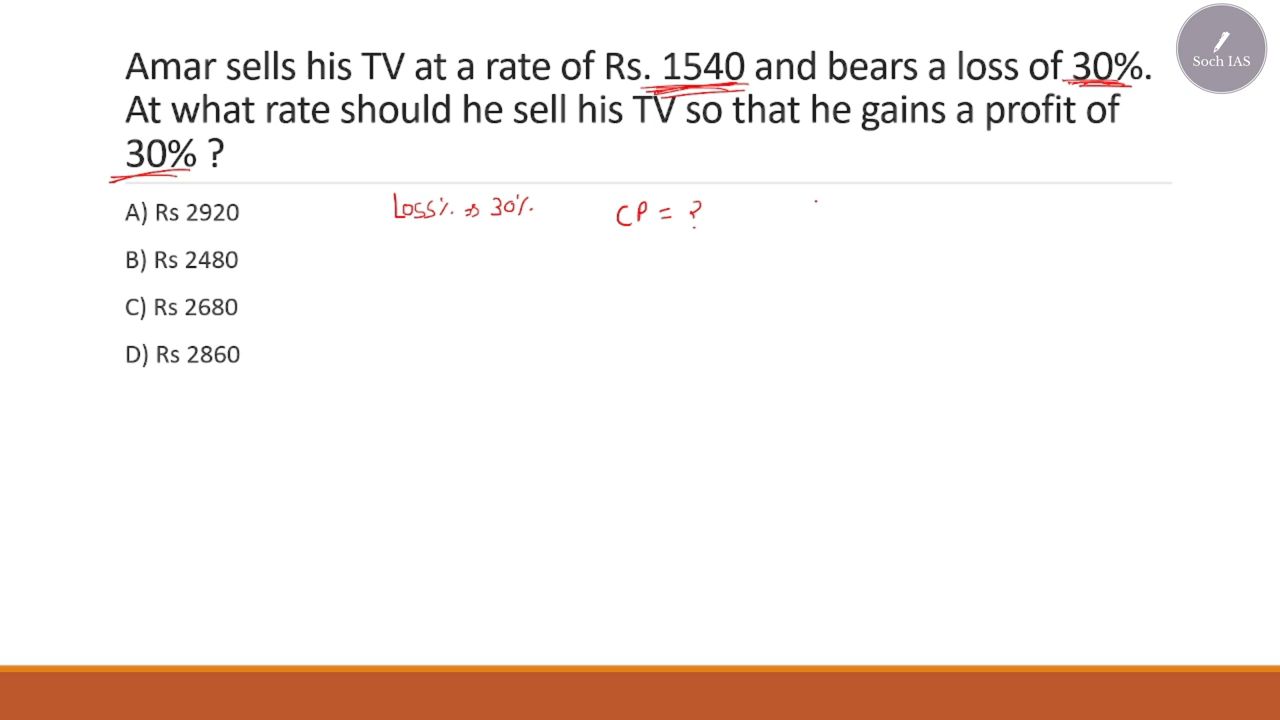 Soch IAS
Amar sells his TV at a rate of Rs. 1540 and bears a loss of 30%.
At what rate should he sell his TV so that he gains a profit of
30% ?
A) Rs 2920
Loss% ⇒ 30%
CP = ?
B) Rs 2480
C) Rs 2680
D) Rs 2860